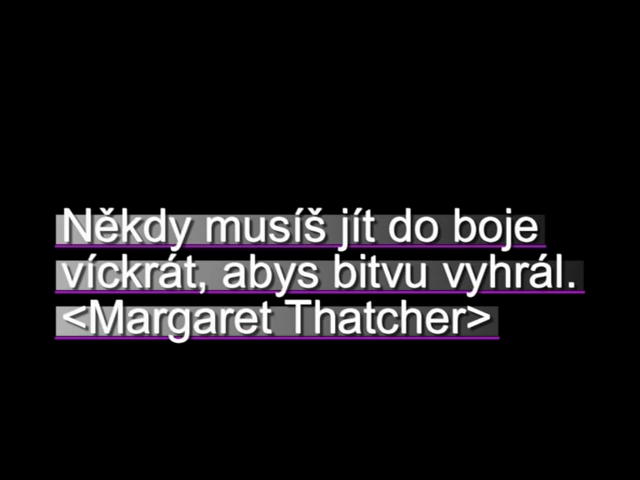 Někdy musíš jít do boje
víckrát, abys bitvu vyhrál.
<Margaret Thatcher>